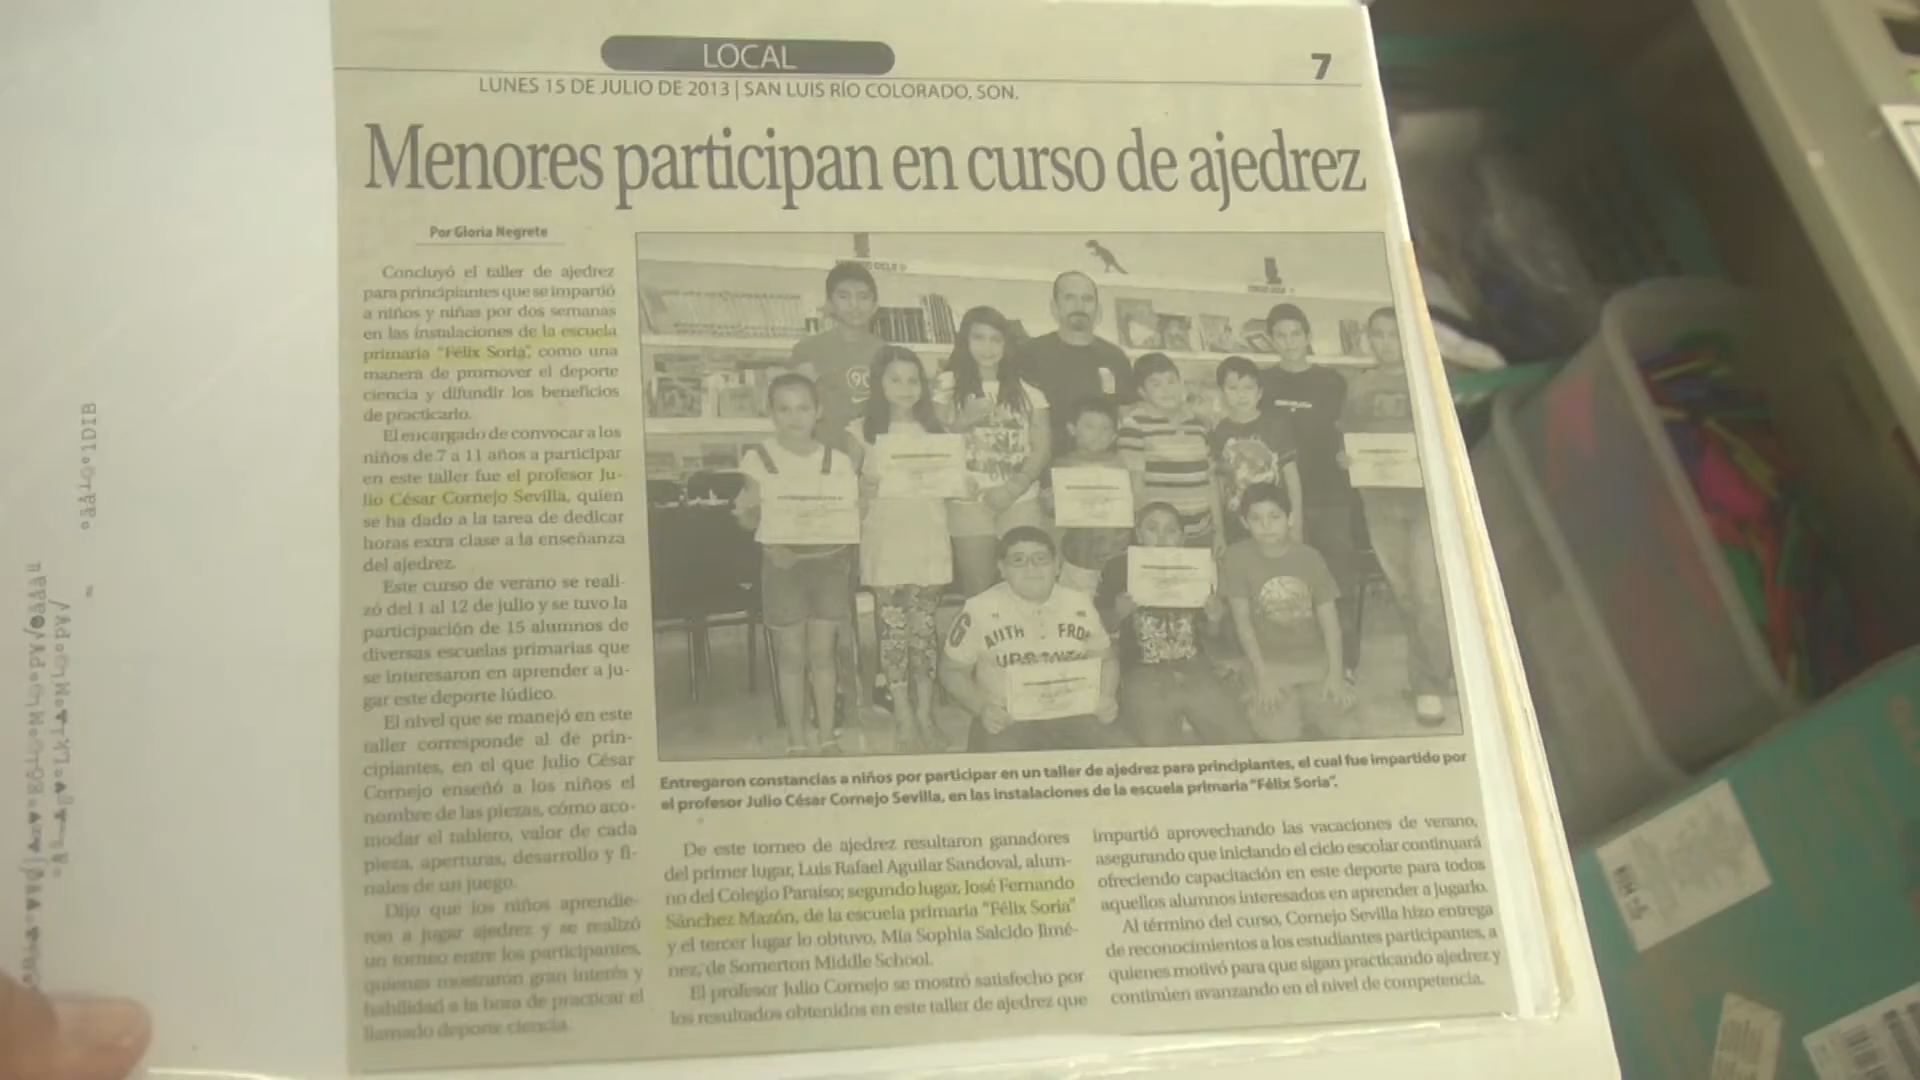 LOCAL
7
LUNES 15 DE JULIO DE 2013 | SAN LUIS RÍO COLORADO, SON.
Menores participan en curso de ajedrez
Por Gloria Negrete
Concluyó el taller de ajedrez
para principiantes que se impartió
a niños y niñas por dos semanas
en las instalaciones de la escuela
primaria "Félix Soria", como una
manera de promover el deporte
ciencia y difundir los beneficios
de practicarlo.
El encargado de convocar a los
niños de 7 a 11 años a participar
en este taller fue el profesor Ju-
lio César Cornejo Sevilla, quien
se ha dado a la tarea de dedicar
horas extra clase a la enseñanza
del ajedrez.
Este curso de verano se reali-
zó del 1 al 12 de julio y se tuvo la
participación de 15 alumnos de
diversas escuelas primarias que
se interesaron en aprender a ju-
gar este deporte lúdico.
El nivel que se manejó en este
taller corresponde al de prin-
cipiantes, en el que Julio César
Cornejo enseñó a los niños el
nombre de las piezas, cómo aco-
modar el tablero, valor de cada
pieza, aperturas, desarrollo y fi-
nales de un juego.
Dijo que los niños aprendie-
ron a jugar ajedrez y se realizó
un torneo entre los participantes,
quienes mostraron gran interés y
habilidad a la hora de practicar el
llamado deporte ciencia.
AUTH FRD
Entregaron constancias a niños por participar en un taller de ajedrez para principiantes, el cual fue impartido por
el profesor Julio César Cornejo Sevilla, en las instalaciones de la escuela primaria "Félix Soria".
De este torneo de ajedrez resultaron ganadores
del primer lugar, Luis Rafael Aguilar Sandoval, alum-
no del Colegio Paraíso; segundo lugar, José Fernando
Sánchez Mazón, de la escuela primaria "Félix Soria"
y el tercer lugar lo obtuvo, Mía Sophia Salcido Jimé-
nez, de Somerton Middle School.
El profesor Julio Cornejo se mostró satisfecho por
los resultados obtenidos en este taller de ajedrez que
impartió aprovechando las vacaciones de verano,
asegurando que iniciando el ciclo escolar continuará
ofreciendo capacitación en este deporte para todos
aquellos alumnos interesados en aprender a jugarlo.
Al término del curso, Cornejo Sevilla hizo entrega
de reconocimientos a los estudiantes participantes, a
quienes motivó para que sigan practicando ajedrez y
continúen avanzando en el nivel de competencia.